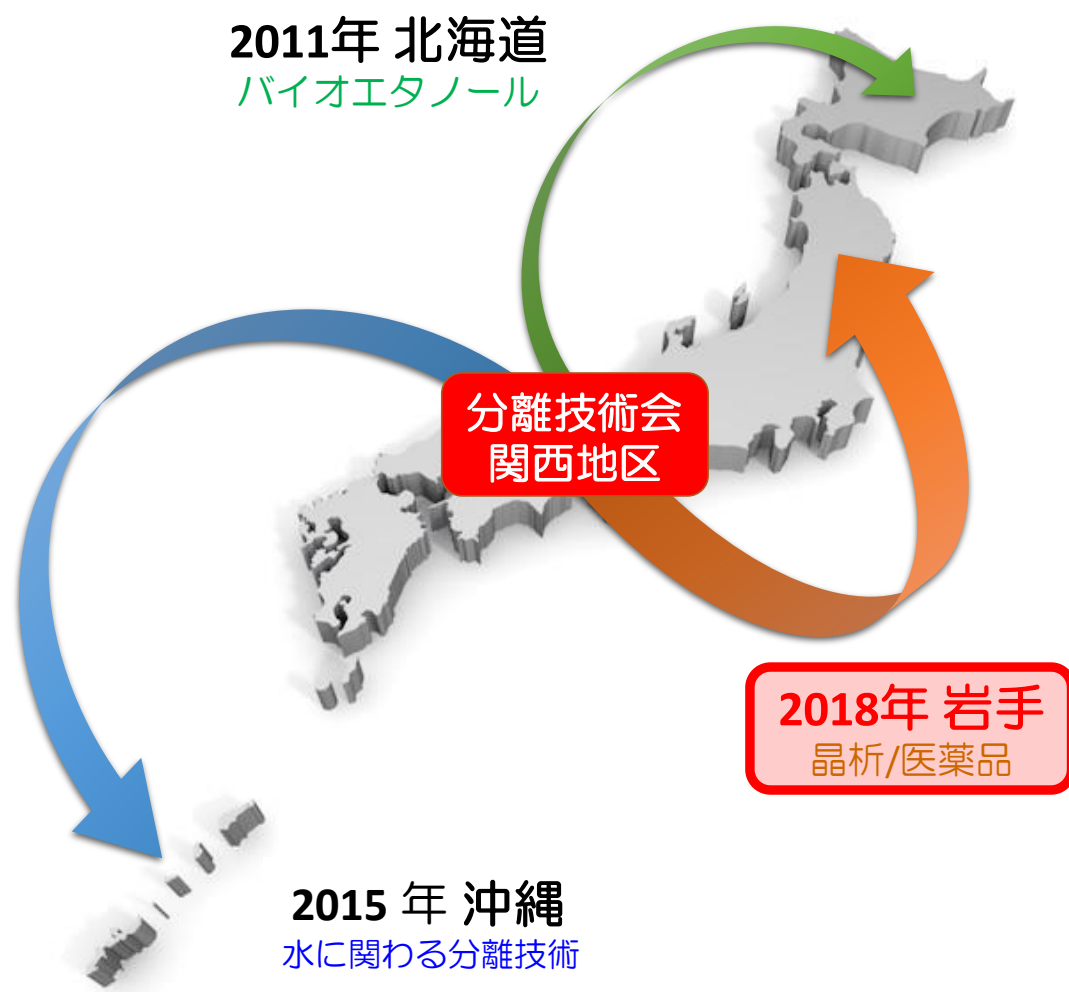 2011年 北海道
バイオエタノール
分離技術会
関西地区
2018年 岩手
晶析/医薬品
2015 年 沖縄
水に関わる分離技術